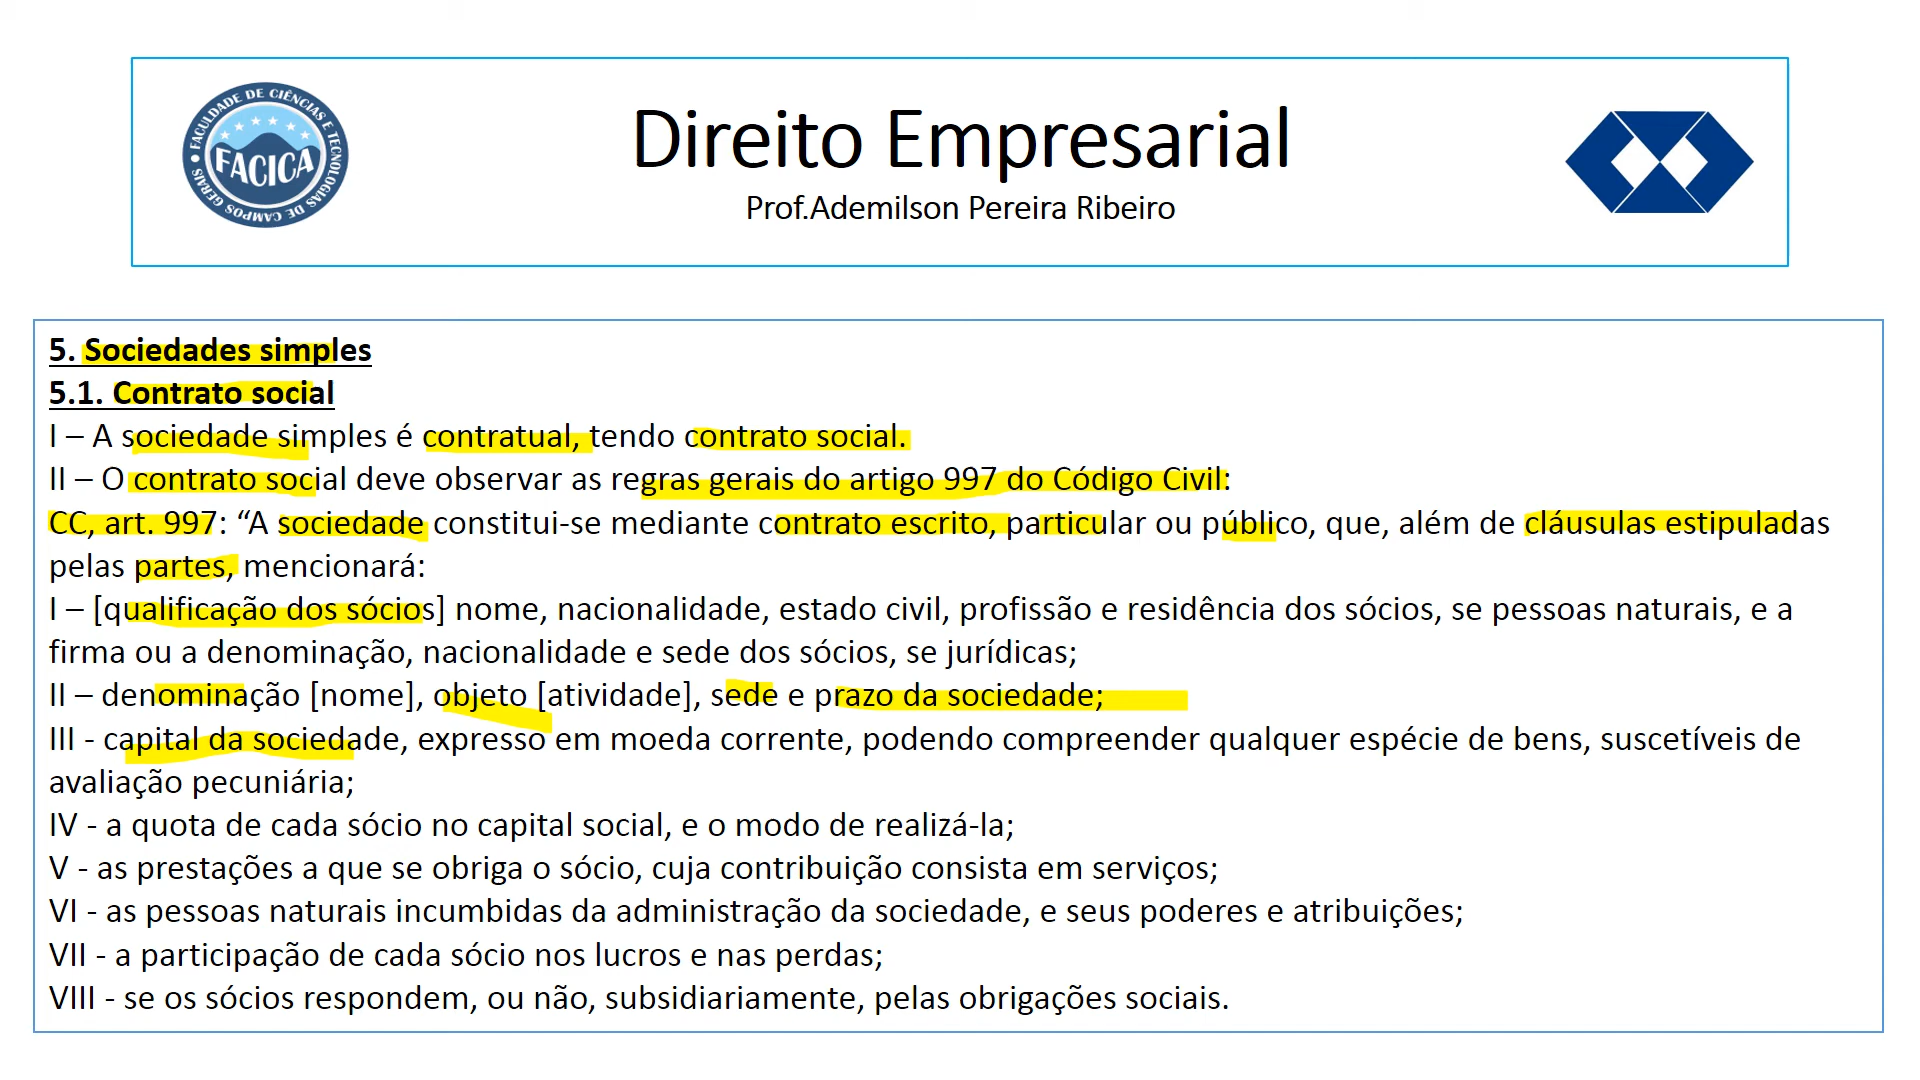 FACULDADE DE CIÊNCIAS E TECNOLOGIAS DE CAMPOS GERAIS
FACICA
Direito Empresarial
Prof.Ademilson Pereira Ribeiro
5. Sociedades simples
5.1. Contrato social
I – A sociedade simples é contratual, tendo contrato social.
II – O contrato social deve observar as regras gerais do artigo 997 do Código Civil:
CC, art. 997: “A sociedade constitui-se mediante contrato escrito, particular ou público, que, além de cláusulas estipuladas
pelas partes, mencionará:
I – [qualificação dos sócios] nome, nacionalidade, estado civil, profissão e residência dos sócios, se pessoas naturais, e a
firma ou a denominação, nacionalidade e sede dos sócios, se jurídicas;
II – denominação [nome], objeto [atividade], sede e prazo da sociedade;
III - capital da sociedade, expresso em moeda corrente, podendo compreender qualquer espécie de bens, suscetíveis de
avaliação pecuniária;
IV - a quota de cada sócio no capital social, e o modo de realizá-la;
V - as prestações a que se obriga o sócio, cuja contribuição consista em serviços;
VI - as pessoas naturais incumbidas da administração da sociedade, e seus poderes e atribuições;
VII - a participação de cada sócio nos lucros e nas perdas;
VIII - se os sócios respondem, ou não, subsidiariamente, pelas obrigações sociais.